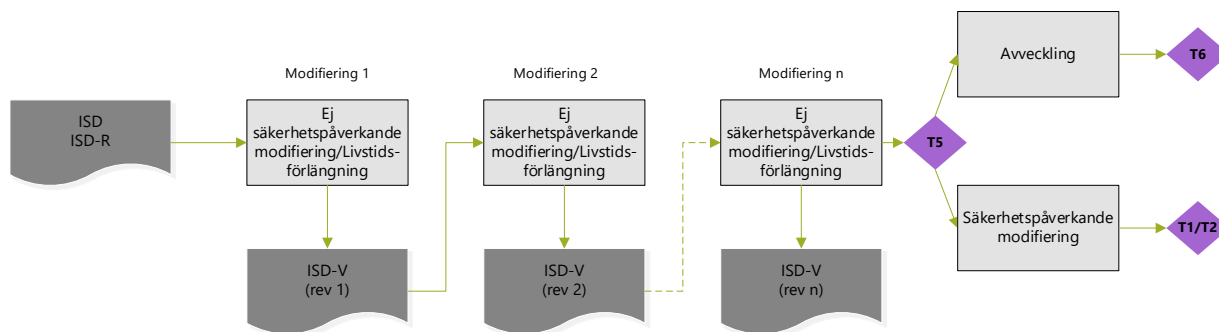 Modifiering 1
Modifiering 2
Modifiering n
ISD
ISD-R
Ej
säkerhetspåverkande
modifiering/Livstids-
förlängning
Ej
säkerhetspåverkande
modifiering/Livstids-
förlängning
Ej
säkerhetspåverkande
modifiering/Livstids-
förlängning
T5
Avveckling
T6
Säkerhetspåverkande
modifiering
T1/T2
ISD-V
(rev 1)
ISD-V
(rev 2)
ISD-V
(rev n)